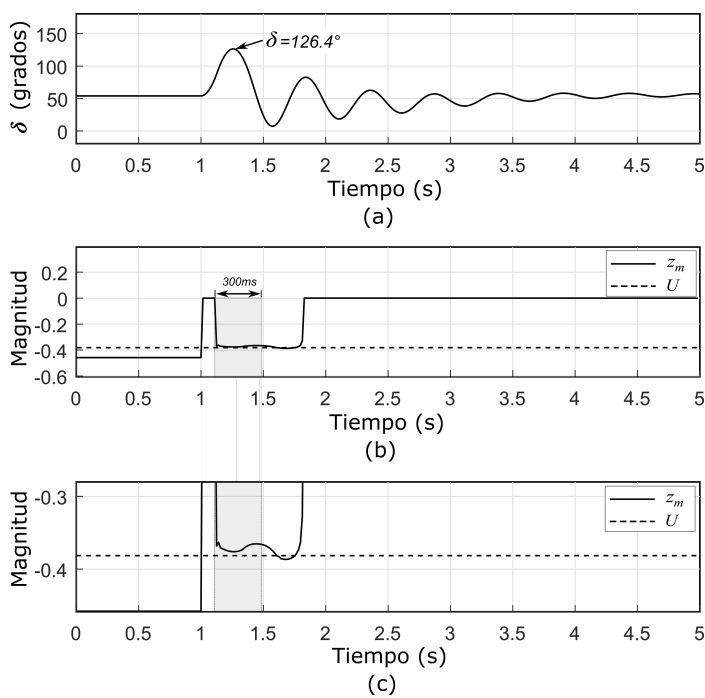 δ =126.4°
150
100
50
0
δ (grados)
0 0.5 1 1.5 2 2.5 3 3.5 4 4.5 5
Tiempo (s)
(a)
300ms
z_m
U
0.2
0
-0.2
-0.4
-0.6
Magnitud
0 0.5 1 1.5 2 2.5 3 3.5 4 4.5 5
Tiempo (s)
(b)
z_m
U
-0.3
-0.4
Magnitud
0 0.5 1 1.5 2 2.5 3 3.5 4 4.5 5
Tiempo (s)
(c)